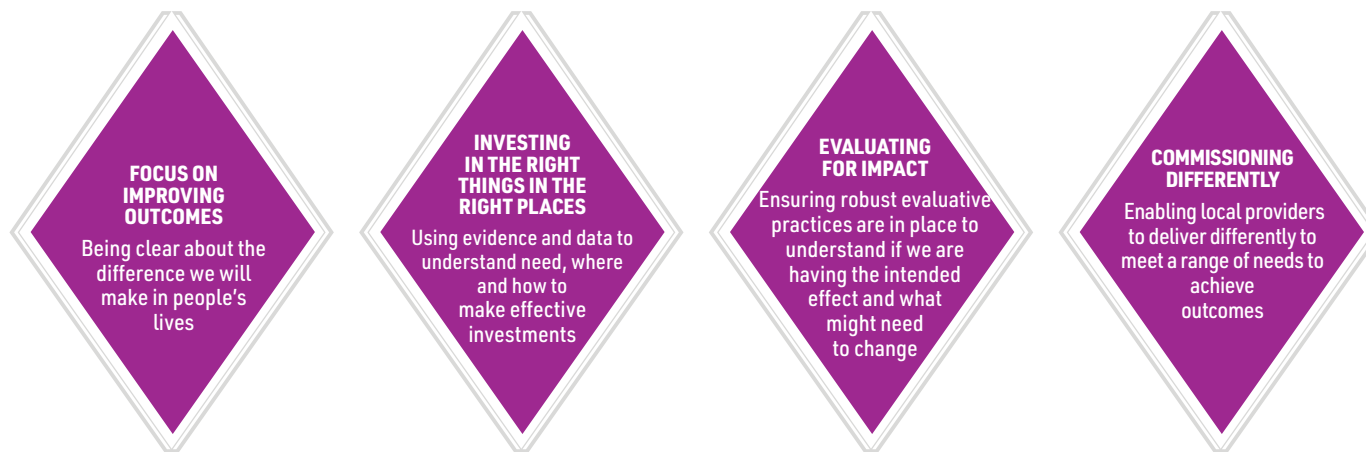 FOCUS ON
IMPROVING
OUTCOMES
Being clear about the
difference we will
make in people's
lives
INVESTING
IN THE RIGHT
THINGS IN THE
RIGHT PLACES
Using evidence and data to
understand need, where
and how to
make effective
investments
EVALUATING
FOR IMPACT
Ensuring robust evaluative
practices are in place to
understand if we are
having the intended
effect and what
might need
to change
COMMISSIONING
DIFFERENTLY
Enabling local providers
to deliver differently to
meet a range of needs to
achieve
outcomes